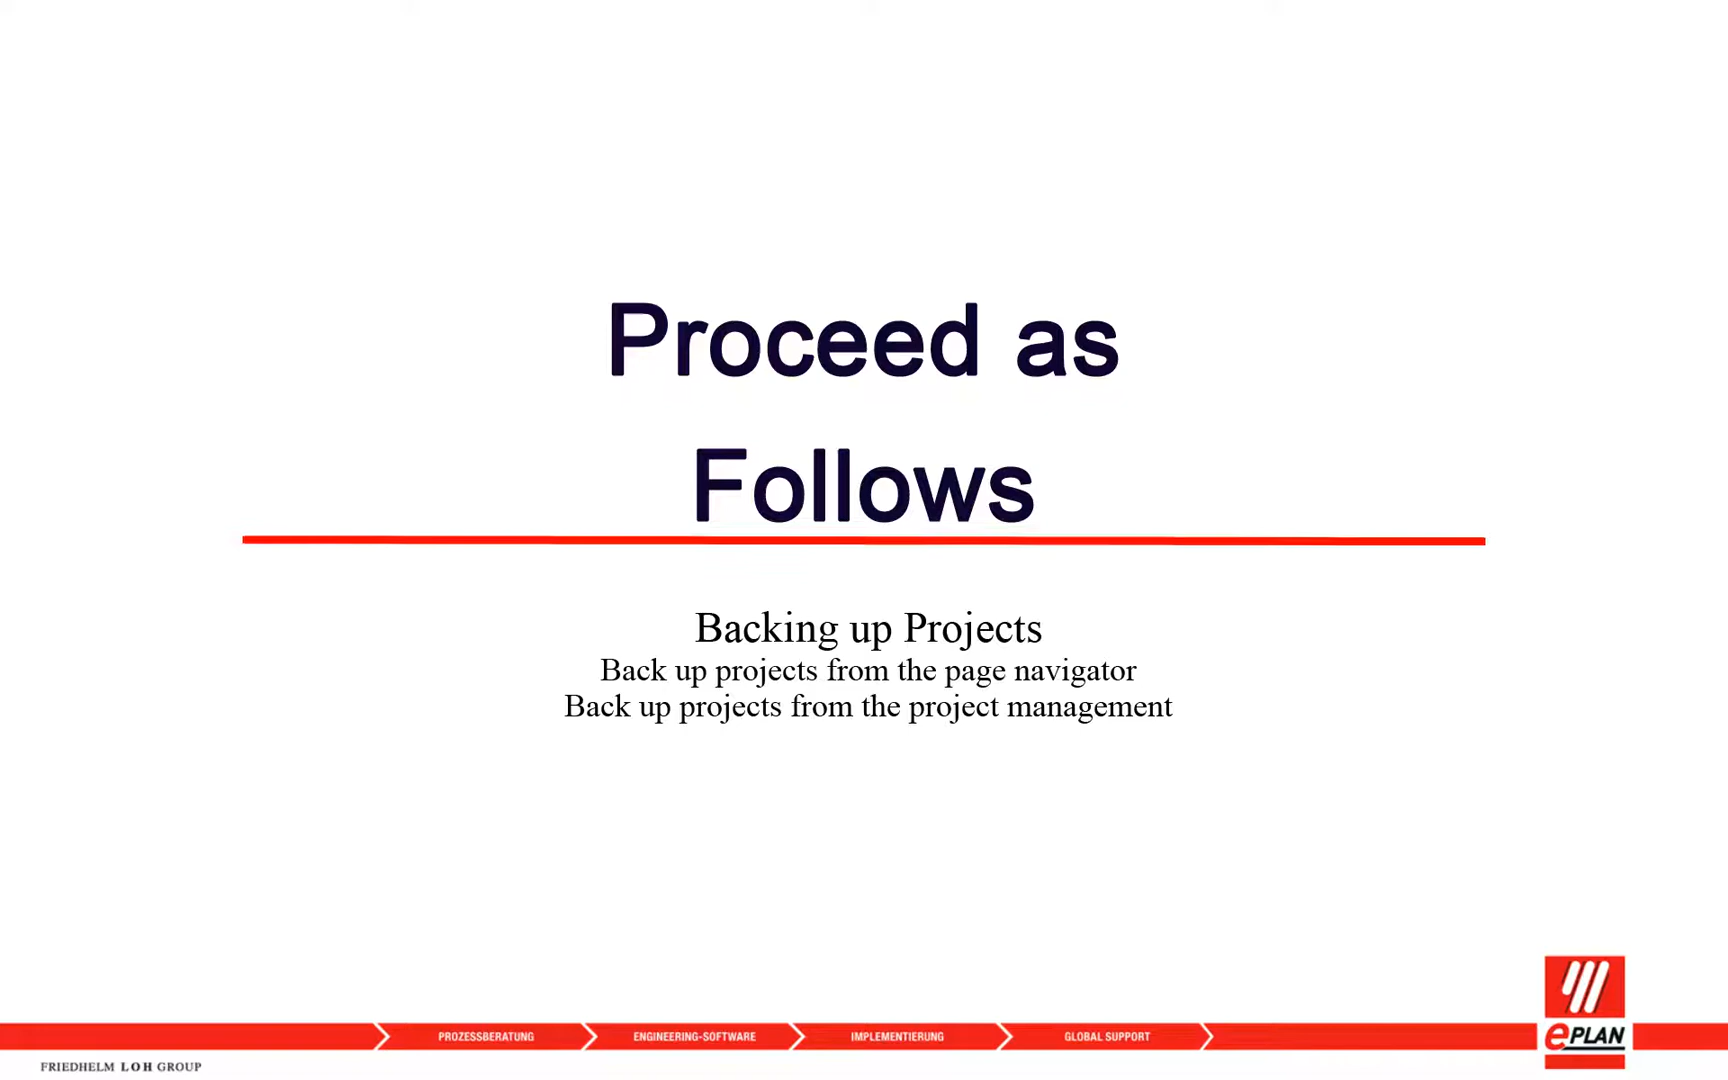 Proceed as
Follows
Backing up Projects
Back up projects from the page navigator
Back up projects from the project management
PROZESSBERATUNG
ENGINEERING-SOFTWARE
IMPLEMENTIERUNG
GLOBAL SUPPORT
ePLAN
FRIEDHELM LOH GROUP